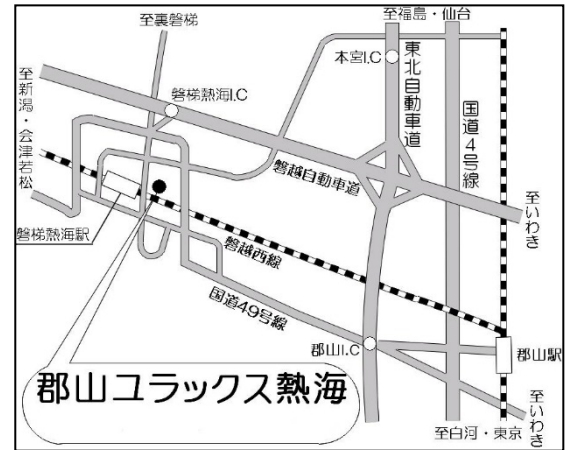 至福島・仙台
至裏磐梯
本宮I.C
東北自動車道
国道4号線
至新潟・会津若松
磐梯熱海I.C
磐越自動車道
至いわき
磐梯熱海駅
磐越西線
国道49号線
郡山I.C
郡山駅
郡山ユラックス熱海
至いわき
至白河・東京